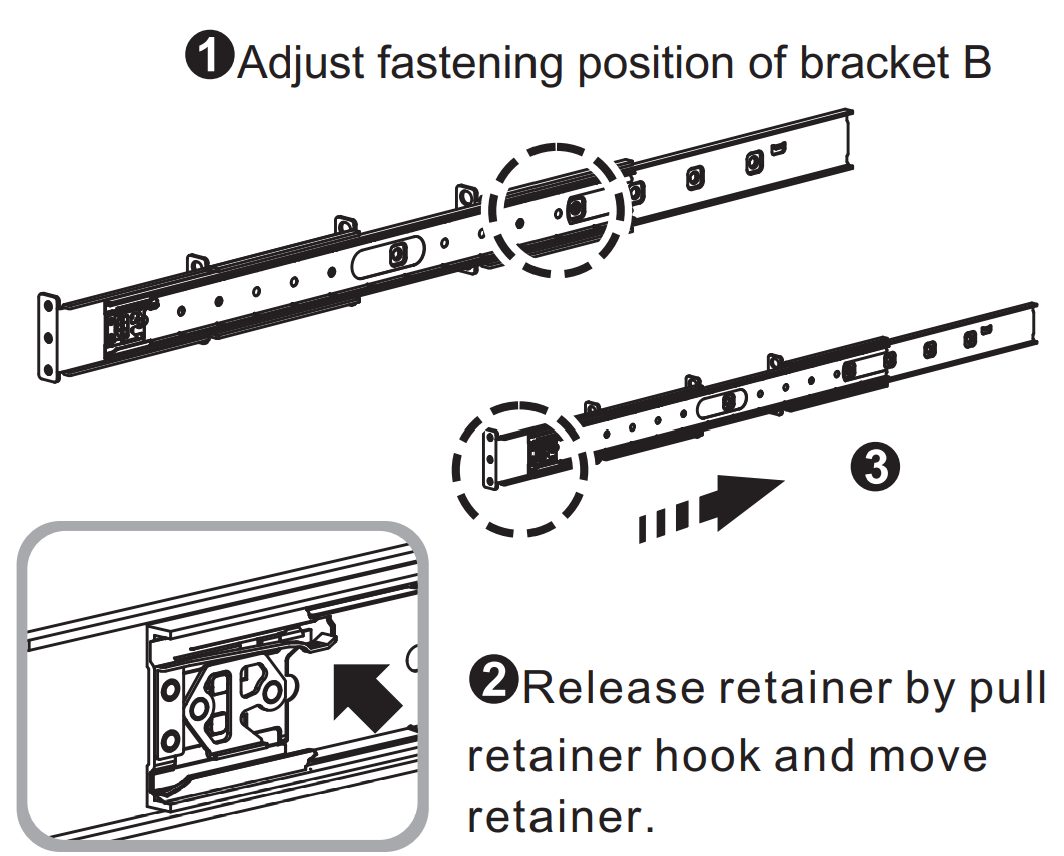 ❶Adjust fastening position of bracket B
❸
❷Release retainer by pull
retainer hook and move
retainer.